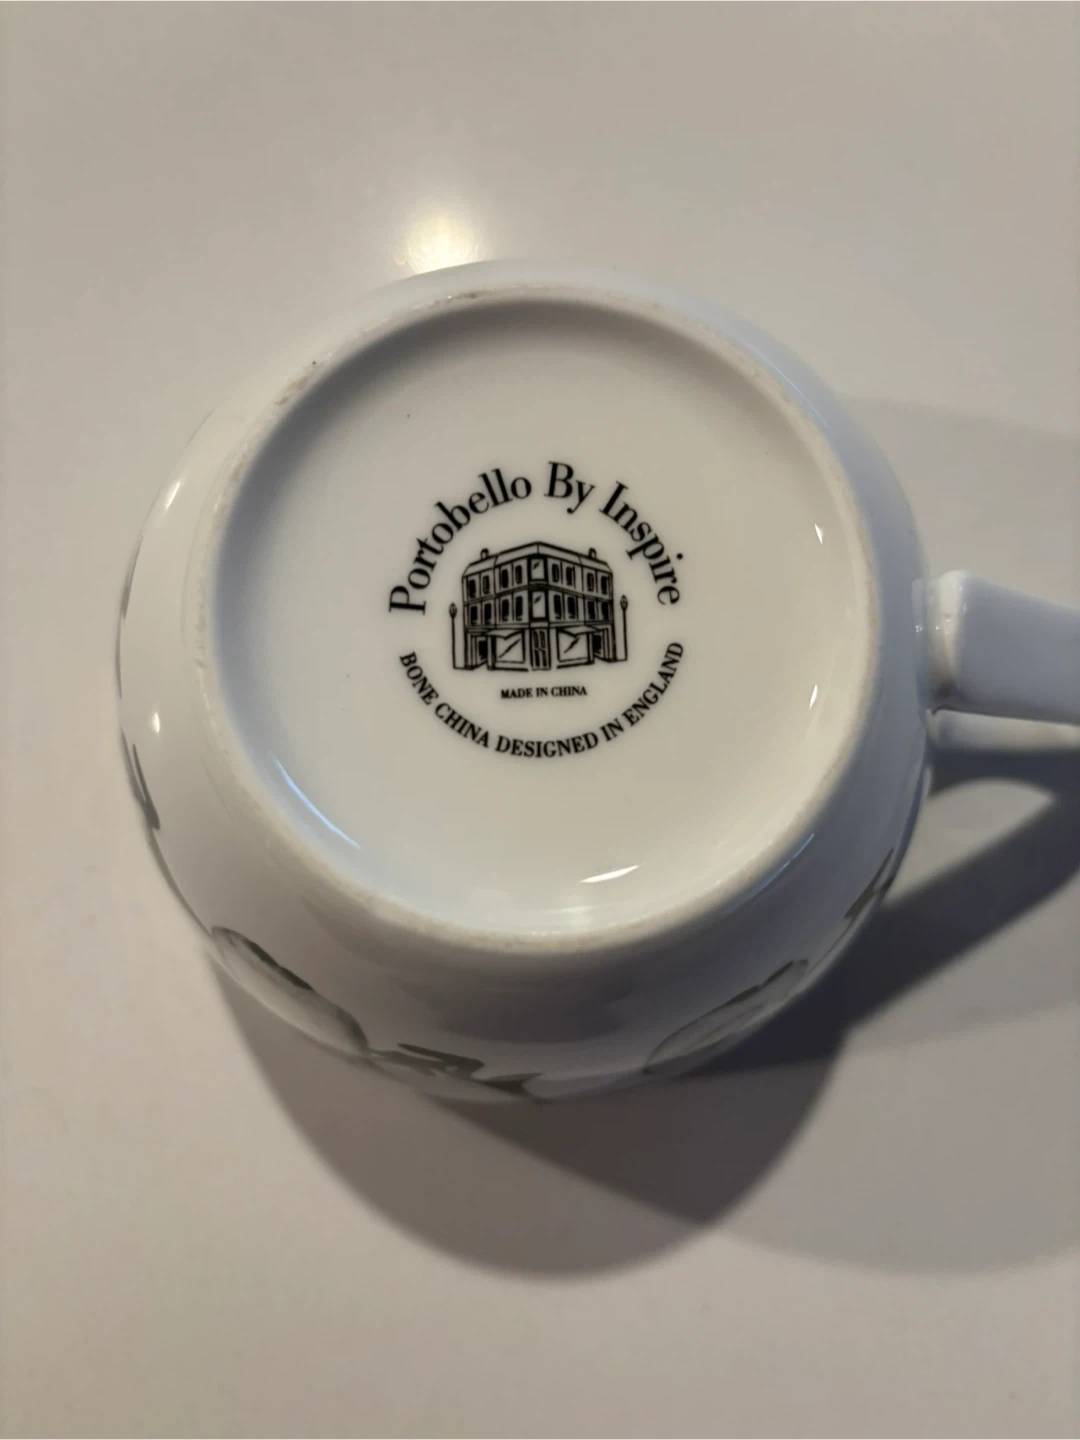 Portobello By Inspire
MADE IN CHINA
BONE CHINA DESIGNED IN ENGLAND